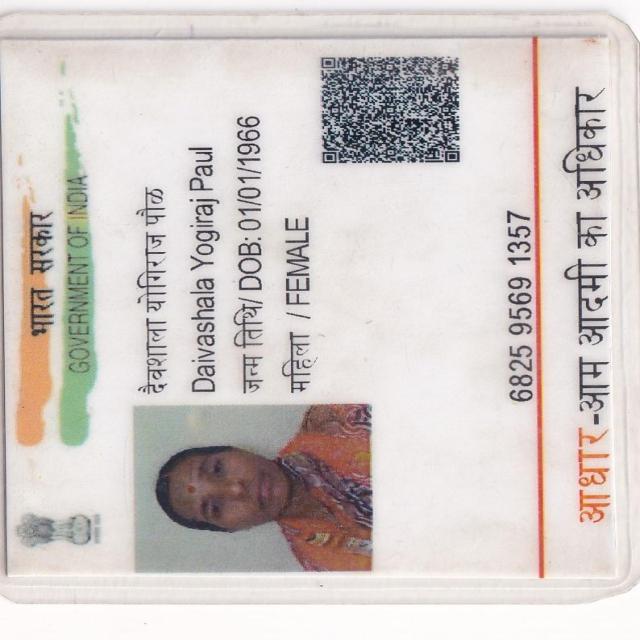 भारत सरकार
GOVERNMENT OF INDIA
दैवशाला योगिराज पौळ
Daivashala Yogiraj Paul
जन्म तिथि/ DOB: 01/01/1966
महिला / FEMALE
6825 9569 1357
आधार-आम आदमी का अधिकार